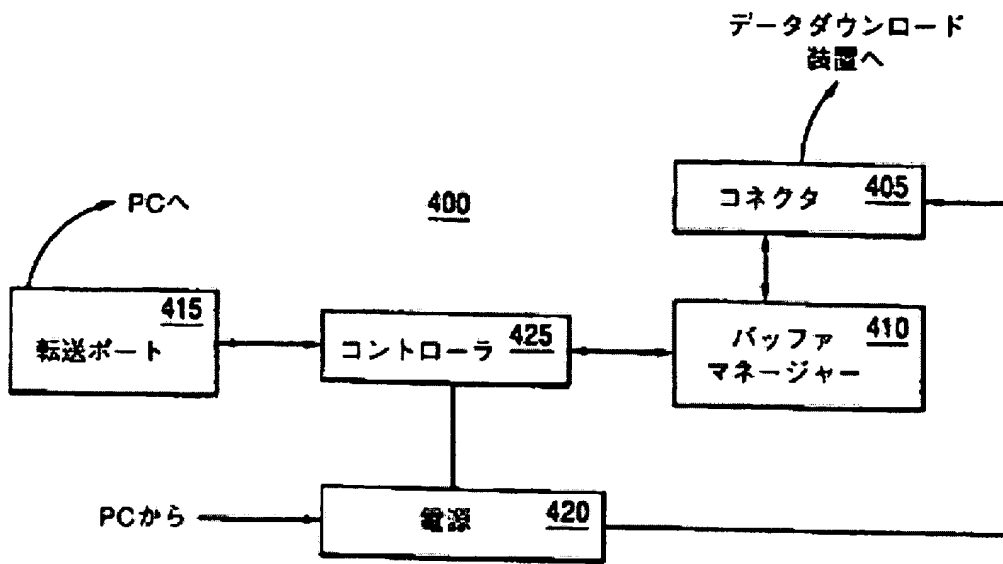 データダウンロード
装置へ
コネクタ 405
PCへ
400
415
転送ポート
コントローラ 425
バッファ 410
マネージャー
PCから
電源 420